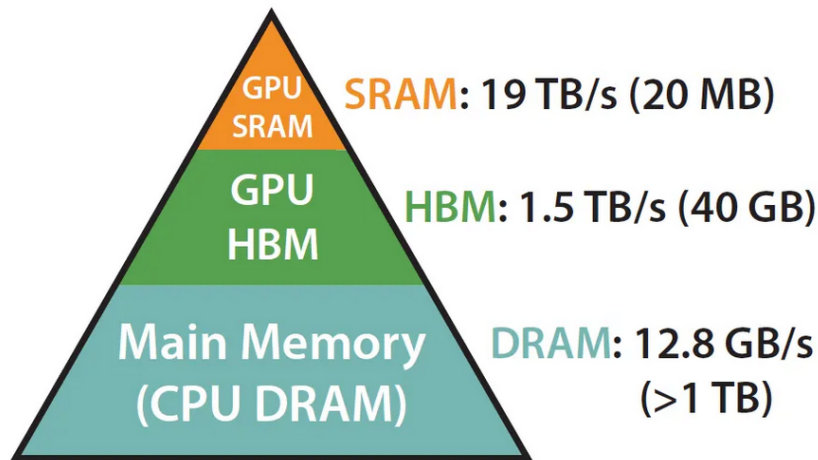 GPU
SRAM
SRAM: 19 TB/s (20 MB)
GPU
HBM
HBM: 1.5 TB/s (40 GB)
Main Memory
(CPU DRAM)
DRAM: 12.8 GB/s
(>1 TB)